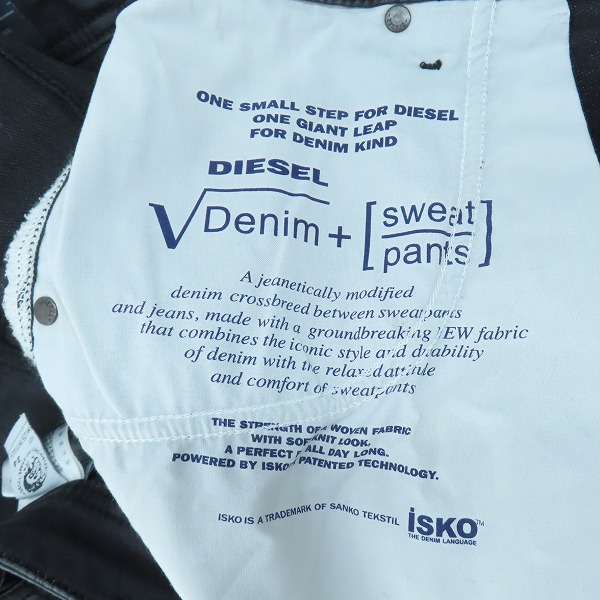 ONE SMALL STEP FOR DIESEL
ONE GIANT LEAP
FOR DENIM KIND
DIESEL
√Denim + [sweat
pants]
A jeanetically modified
denim crossbreed between sweatpants
and jeans, made with a groundbreaking NEW fabric
that combines the iconic style and durability
of denim with the relaxed attitude
and comfort of sweatpants
THE STRENGTH OF A WOVEN FABRIC
WITH SOFT KNIT LOOK.
A PERFECT ALL DAY LONG.
POWERED BY ISKO PATENTED TECHNOLOGY.
ISKO IS A TRADEMARK OF SANKO TEKSTIL
iSKO™
THE DENIM LANGUAGE